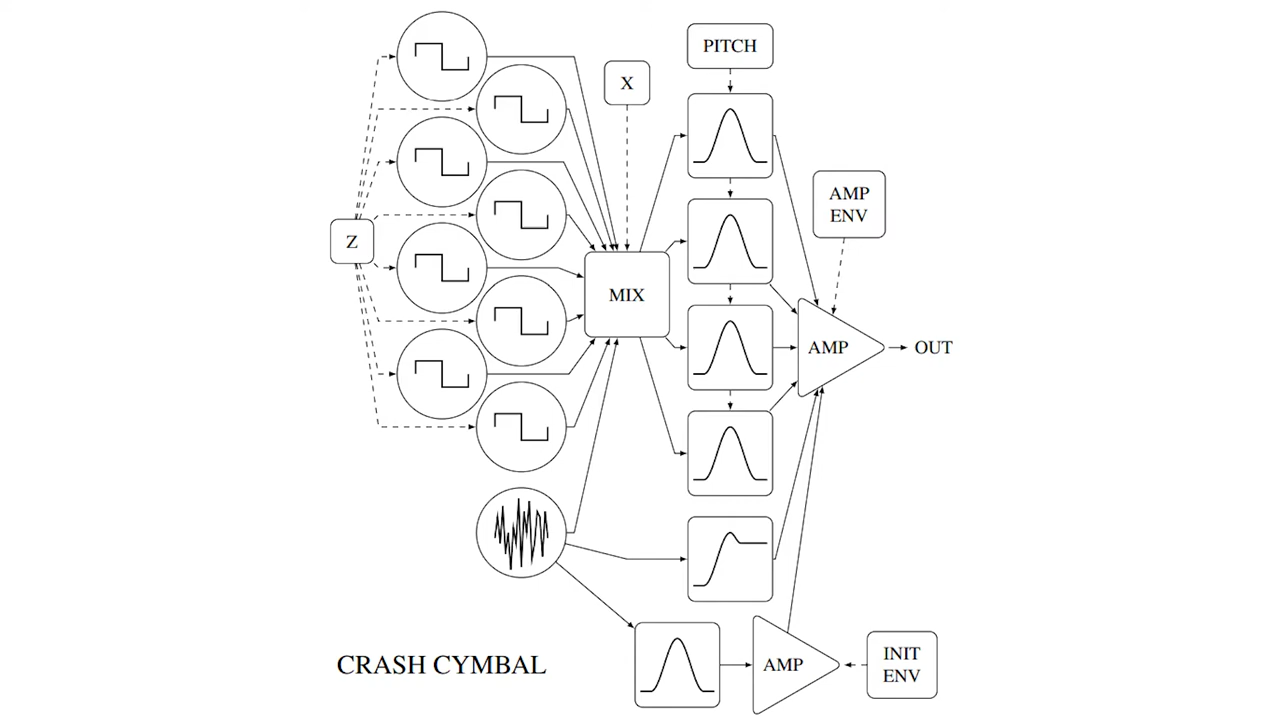 PITCH
X
AMP
ENV
Z
MIX
AMP
OUT
CRASH CYMBAL
AMP
INIT
ENV